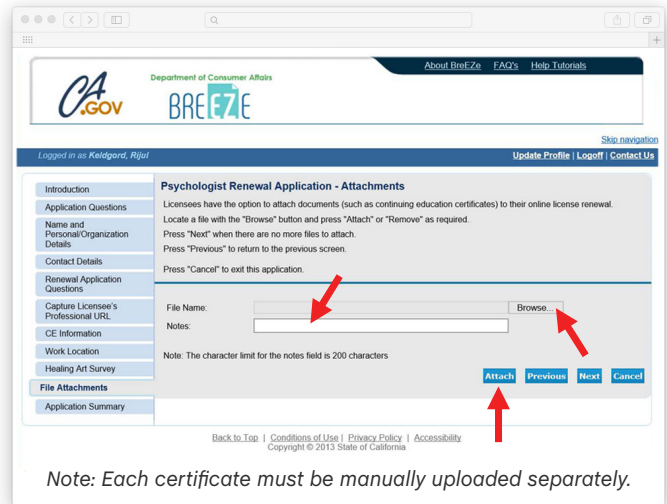 About BreEZe FAQ's Help Tutorials
CA
.GOV
Department of Consumer Affairs
BREEZE
Skip navigation
Logged in as Keldgord, Rijul
Update Profile | Logoff | Contact Us
Introduction
Application Questions
Name and
Personal/Organization
Details
Contact Details
Renewal Application
Questions
Capture Licensee's
Professional URL
CE Information
Work Location
Healing Art Survey
File Attachments
Application Summary
Psychologist Renewal Application - Attachments
Licensees have the option to attach documents (such as continuing education certificates) to their online license renewal.
Locate a file with the "Browse" button and press "Attach" or "Remove" as required.
Press "Next" when there are no more files to attach.
Press "Previous" to return to the previous screen.
Press "Cancel" to exit this application.
File Name:
Browse...
Notes:
Note: The character limit for the notes field is 200 characters
Attach Previous Next Cancel
Back to Top | Conditions of Use | Privacy Policy | Accessibility
Copyright © 2013 State of California
Note: Each certificate must be manually uploaded separately.